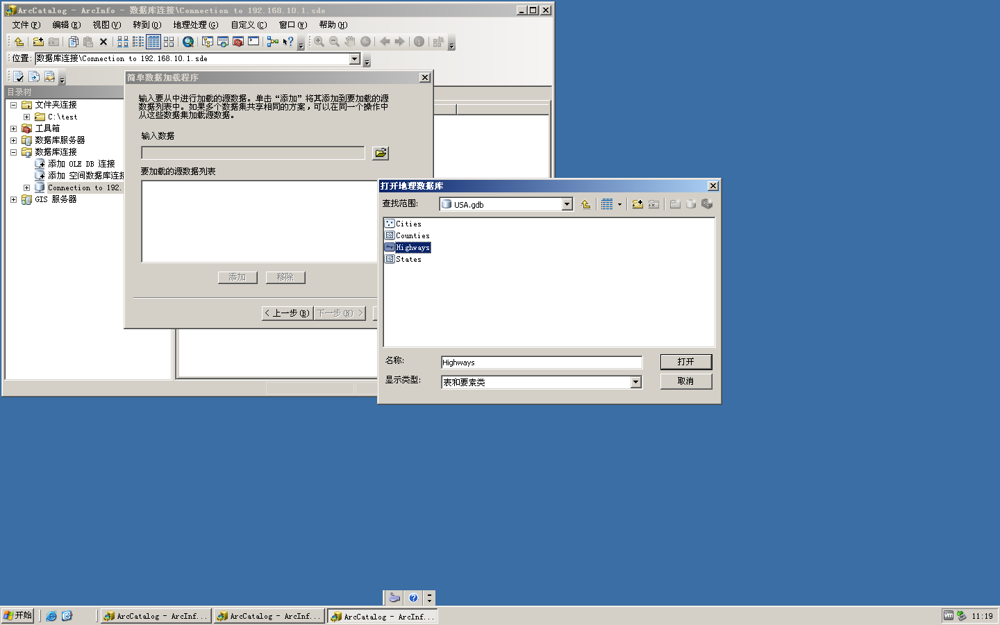 ArcCatalog - ArcInfo - 数据库连接\Connection to 192.168.10.1.sde
文件(F) 编辑(E) 视图(V) 转到(O) 地理处理(G) 自定义(C) 窗口(W) 帮助(H)
位置: 数据库连接\Connection to 192.168.10.1.sde
目录树
文件夹连接
C:\test
工具箱
数据库服务器
数据库连接
添加 OLE DB 连接
添加 空间数据库连接
Connection to 192.
GIS 服务器
简单数据加载程序
输入要从中进行加载的源数据。单击“添加”将其添加到要加载的源
数据列表中。如果多个数据集共享相同的方案，可以在同一个操作中
从这些数据集加载源数据。
输入数据
要加载的源数据列表
添加 移除
< 上一步(B) 下一步(N) >
打开地理数据库
查找范围: USA.gdb
Cities
Counties
Highways
States
名称: Highways 打开
显示类型: 表和要素类 取消
开始 ArcCatalog - ArcInf... ArcCatalog - ArcInf... ArcCatalog - ArcInf... vm 11:19